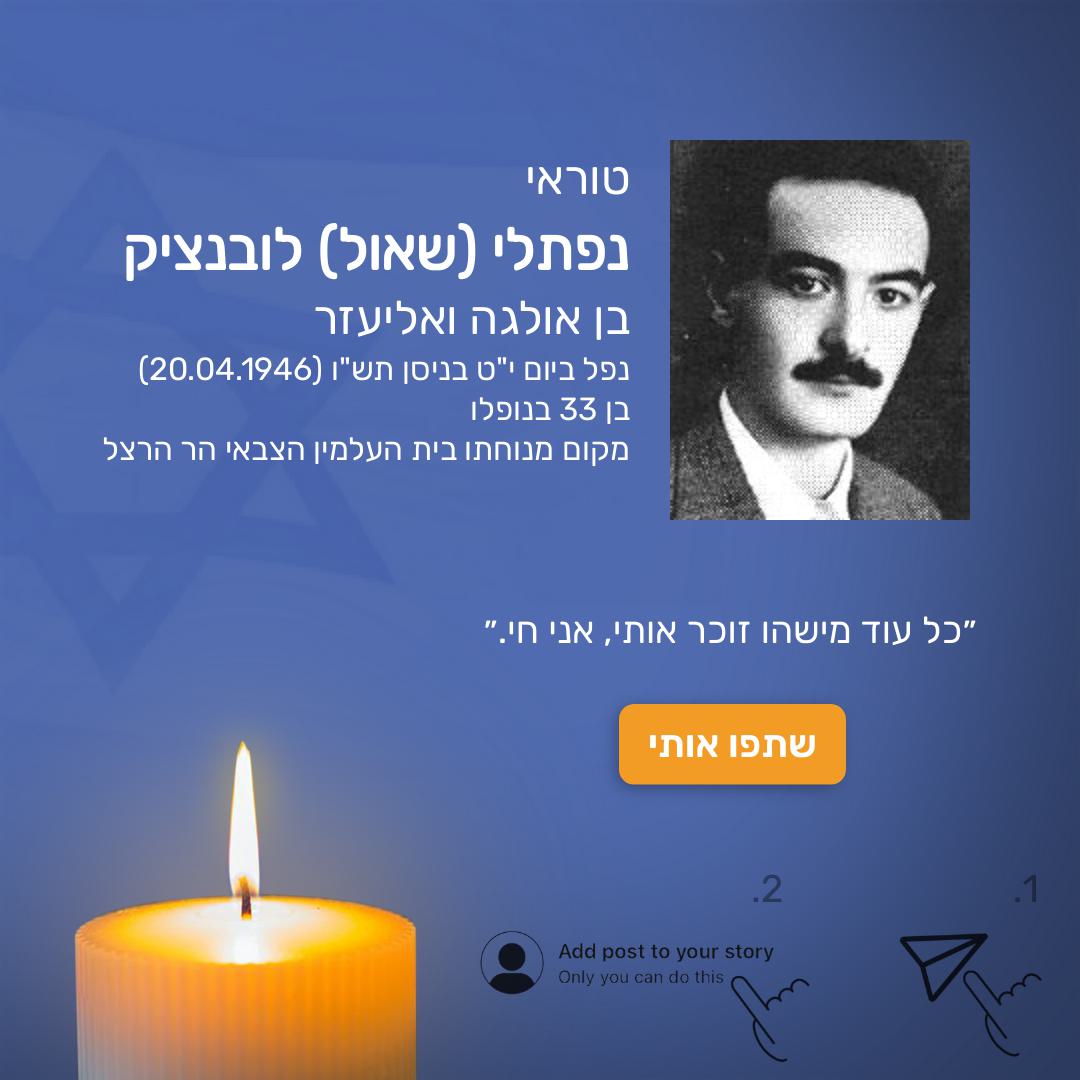 טוראי
נפתלי (שאול) לובנציק
בן אולגה ואליעזר
נפל ביום י"ט בניסן תש"ו (20.04.1946)
בן 33 בנופלו
מקום מנוחתו בית העלמין הצבאי הר הרצל
״כל עוד מישהו זוכר אותי, אני חי.״
שתפו אותי
1.
2.
Add post to your story
Only you can do this